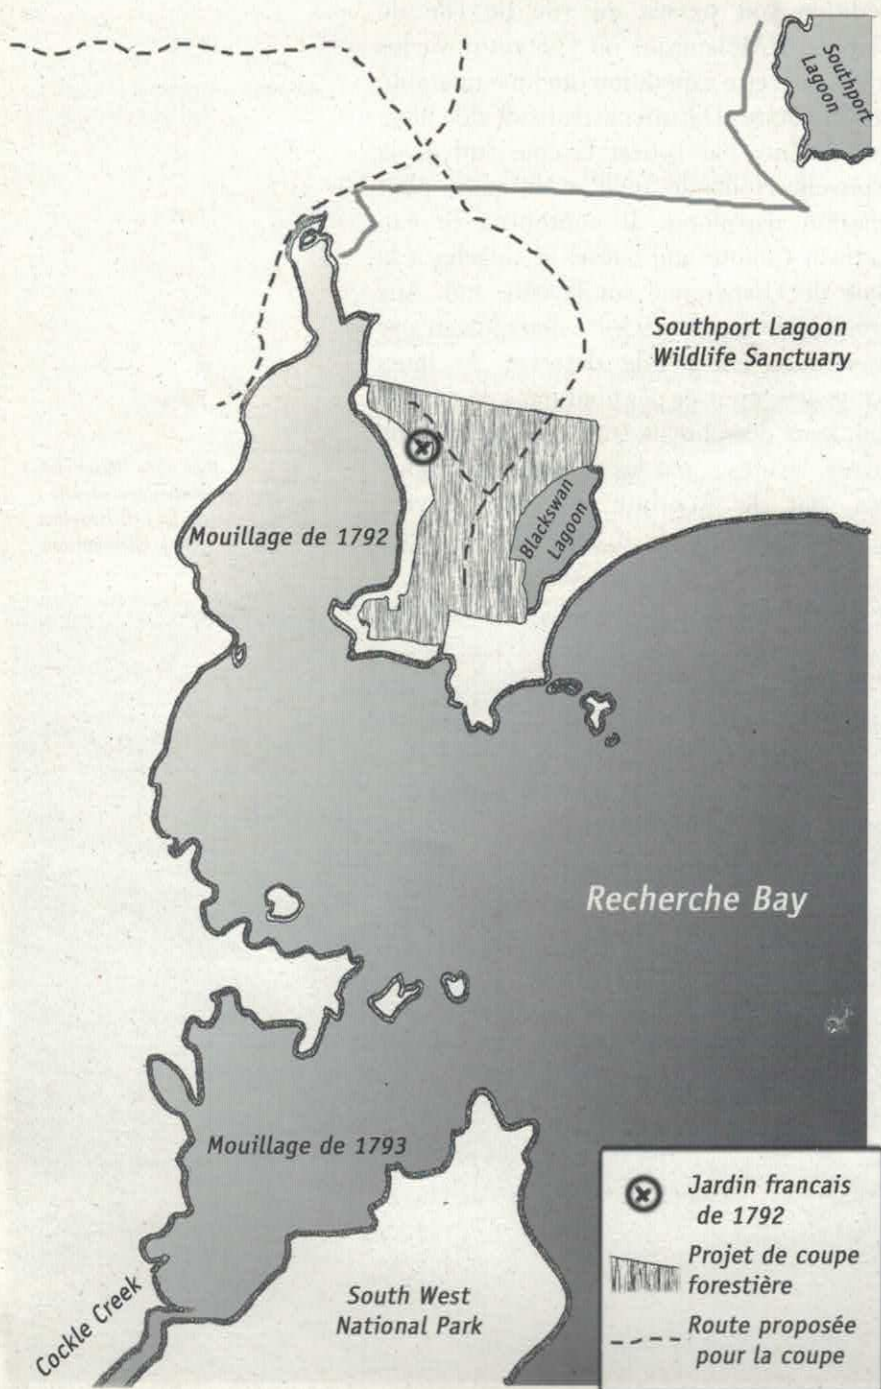 Southport
Lagoon
Southport Lagoon
Wildlife Sanctuary
Mouillage de 1792
Blackswan
Lagoon
Recherche Bay
Mouillage de 1793
Cockle Creek
South West
National Park
Jardin francais
de 1792
Projet de coupe
forestière
Route proposée
pour la coupe